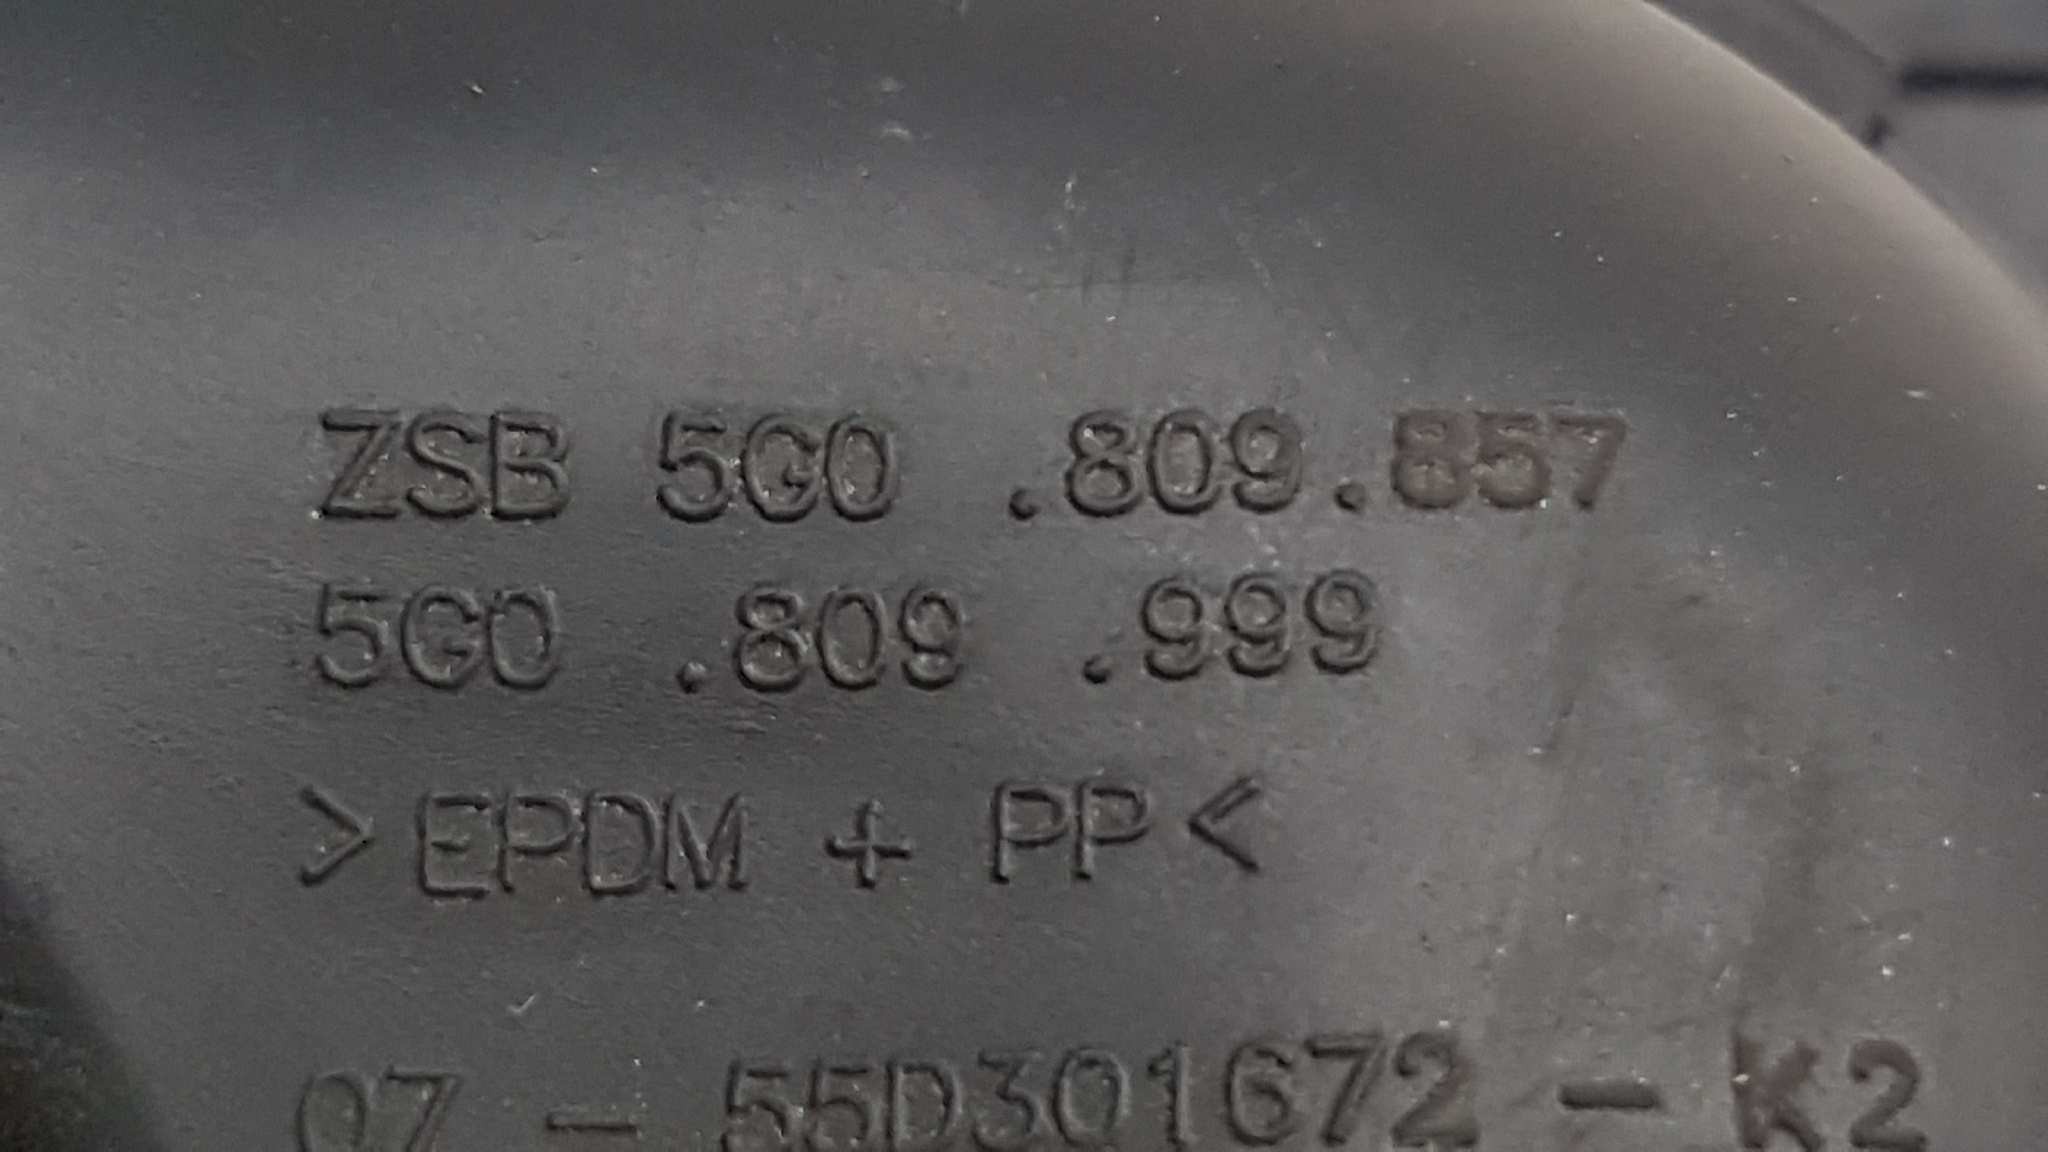 ZSB 5G0 .809.857
5G0 .809 .999
>EPDM + PP<
07 - 55D301672 - K2